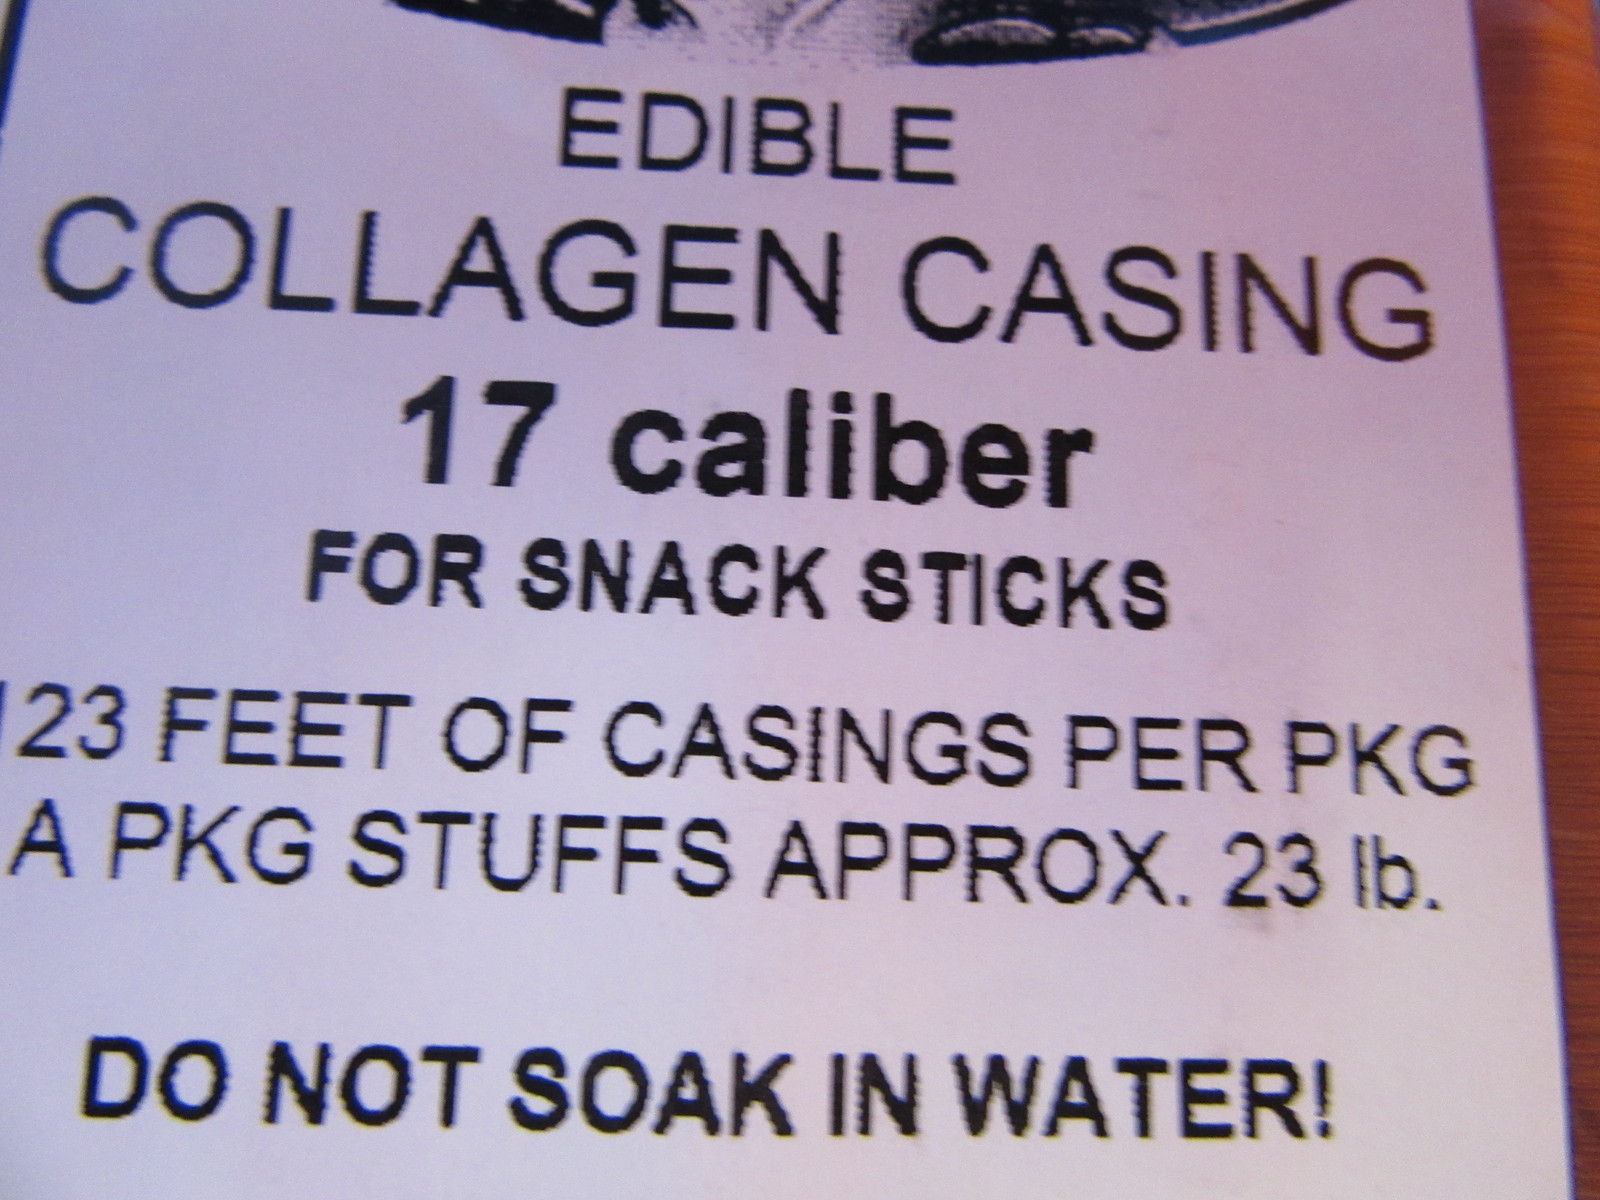 EDIBLE
COLLAGEN CASING
17 caliber
FOR SNACK STICKS
123 FEET OF CASINGS PER PKG
A PKG STUFFS APPROX. 23 lb.
DO NOT SOAK IN WATER!